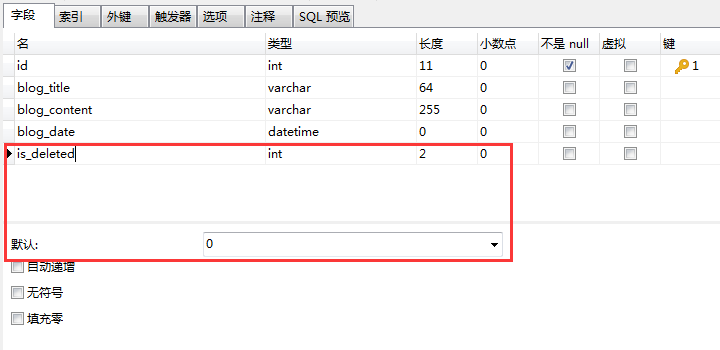 字段 索引 外键 触发器 选项 注释 SQL 预览
名 类型 长度 小数点 不是 null 虚拟 键
id int 11 0 1
blog_title varchar 64 0
blog_content varchar 255 0
blog_date datetime 0 0
is_deleted int 2 0
默认: 0
自动递增
无符号
填充零